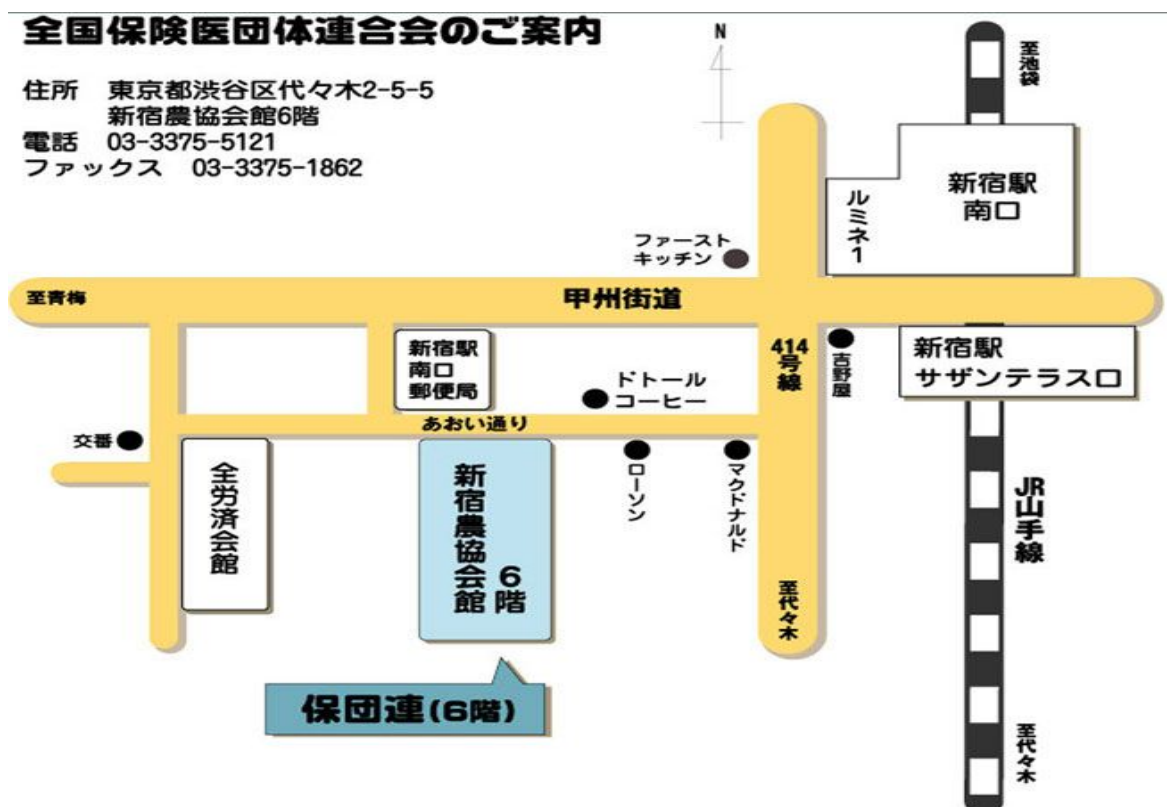 全国保険医団体連合会のご案内
住所 東京都渋谷区代々木2-5-5
新宿農協会館6階
電話 03-3375-5121
ファックス 03-3375-1862
N
至池袋
新宿駅
南口
ルミネ1
ファースト
キッチン
至青梅
甲州街道
414号線
吉野屋
新宿駅
サザンテラス口
新宿駅
南口
郵便局
ドトール
コーヒー
あおい通り
交番
全労済会館
新宿農協会館
6階
ローソン
マクドナルド
JR山手線
至代々木
至代々木
保団連(6階)